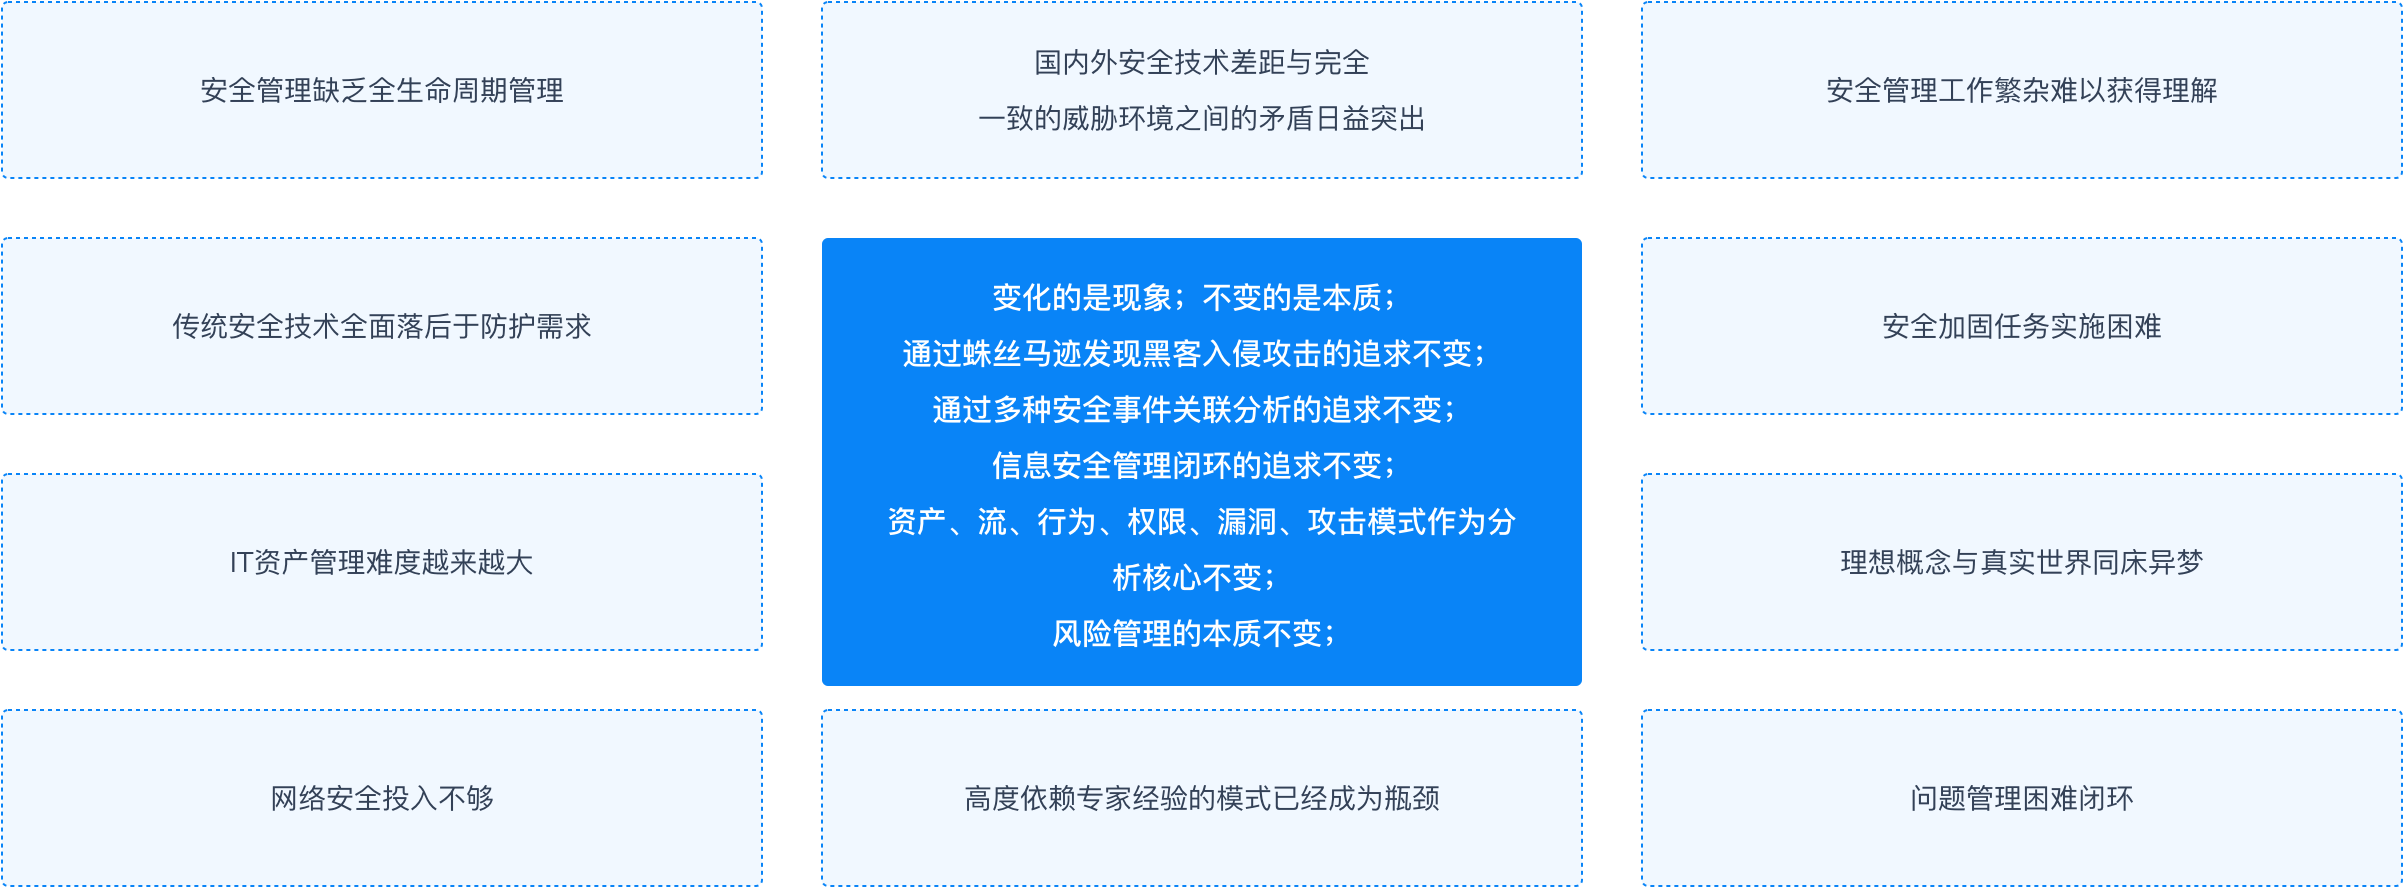 安全管理缺乏全生命周期管理
国内外安全技术差距与完全
一致的威胁环境之间的矛盾日益突出
安全管理工作繁杂难以获得理解
传统安全技术全面落后于防护需求
变化的是现象；不变的是本质；
通过蛛丝马迹发现黑客入侵攻击的追求不变；
通过多种安全事件关联分析的追求不变；
信息安全管理闭环的追求不变；
资产、流、行为、权限、漏洞、攻击模式作为分
析核心不变；
风险管理的本质不变；
安全加固任务实施困难
IT资产管理难度越来越大
理想概念与真实世界同床异梦
网络安全投入不够
高度依赖专家经验的模式已经成为瓶颈
问题管理困难闭环